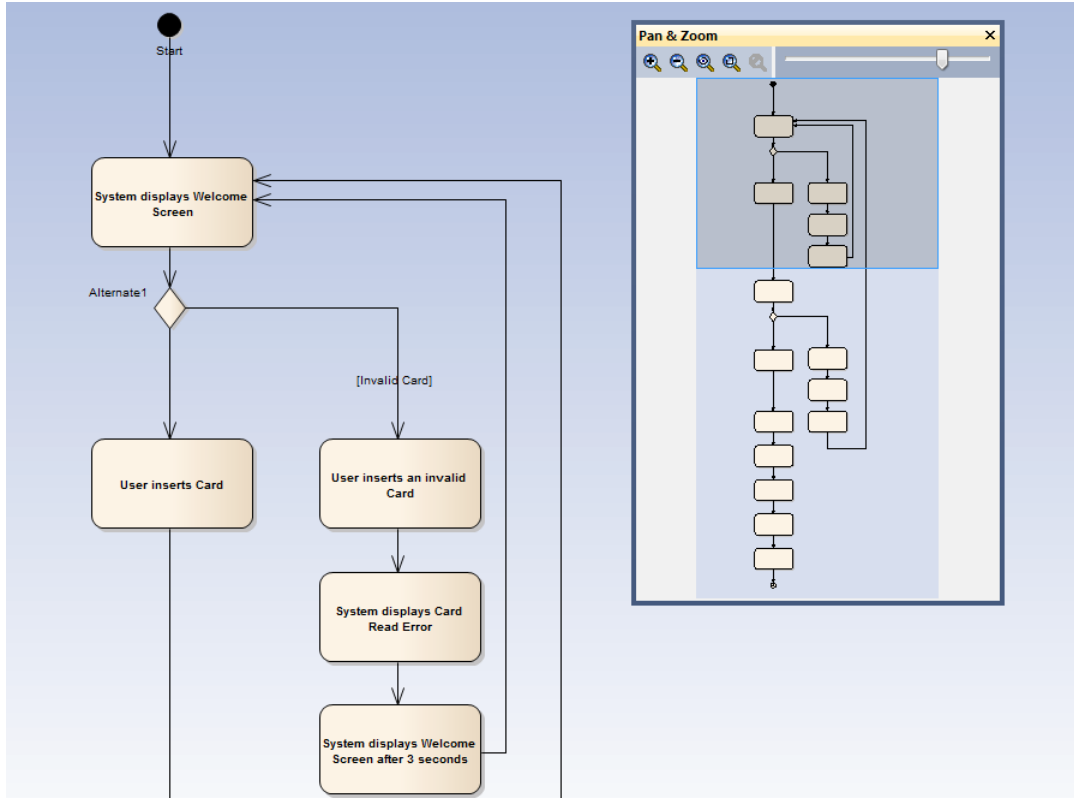 Start
Pan & Zoom
System displays Welcome
Screen
Alternate1
[Invalid Card]
User inserts Card
User inserts an invalid
Card
System displays Card
Read Error
System displays Welcome
Screen after 3 seconds